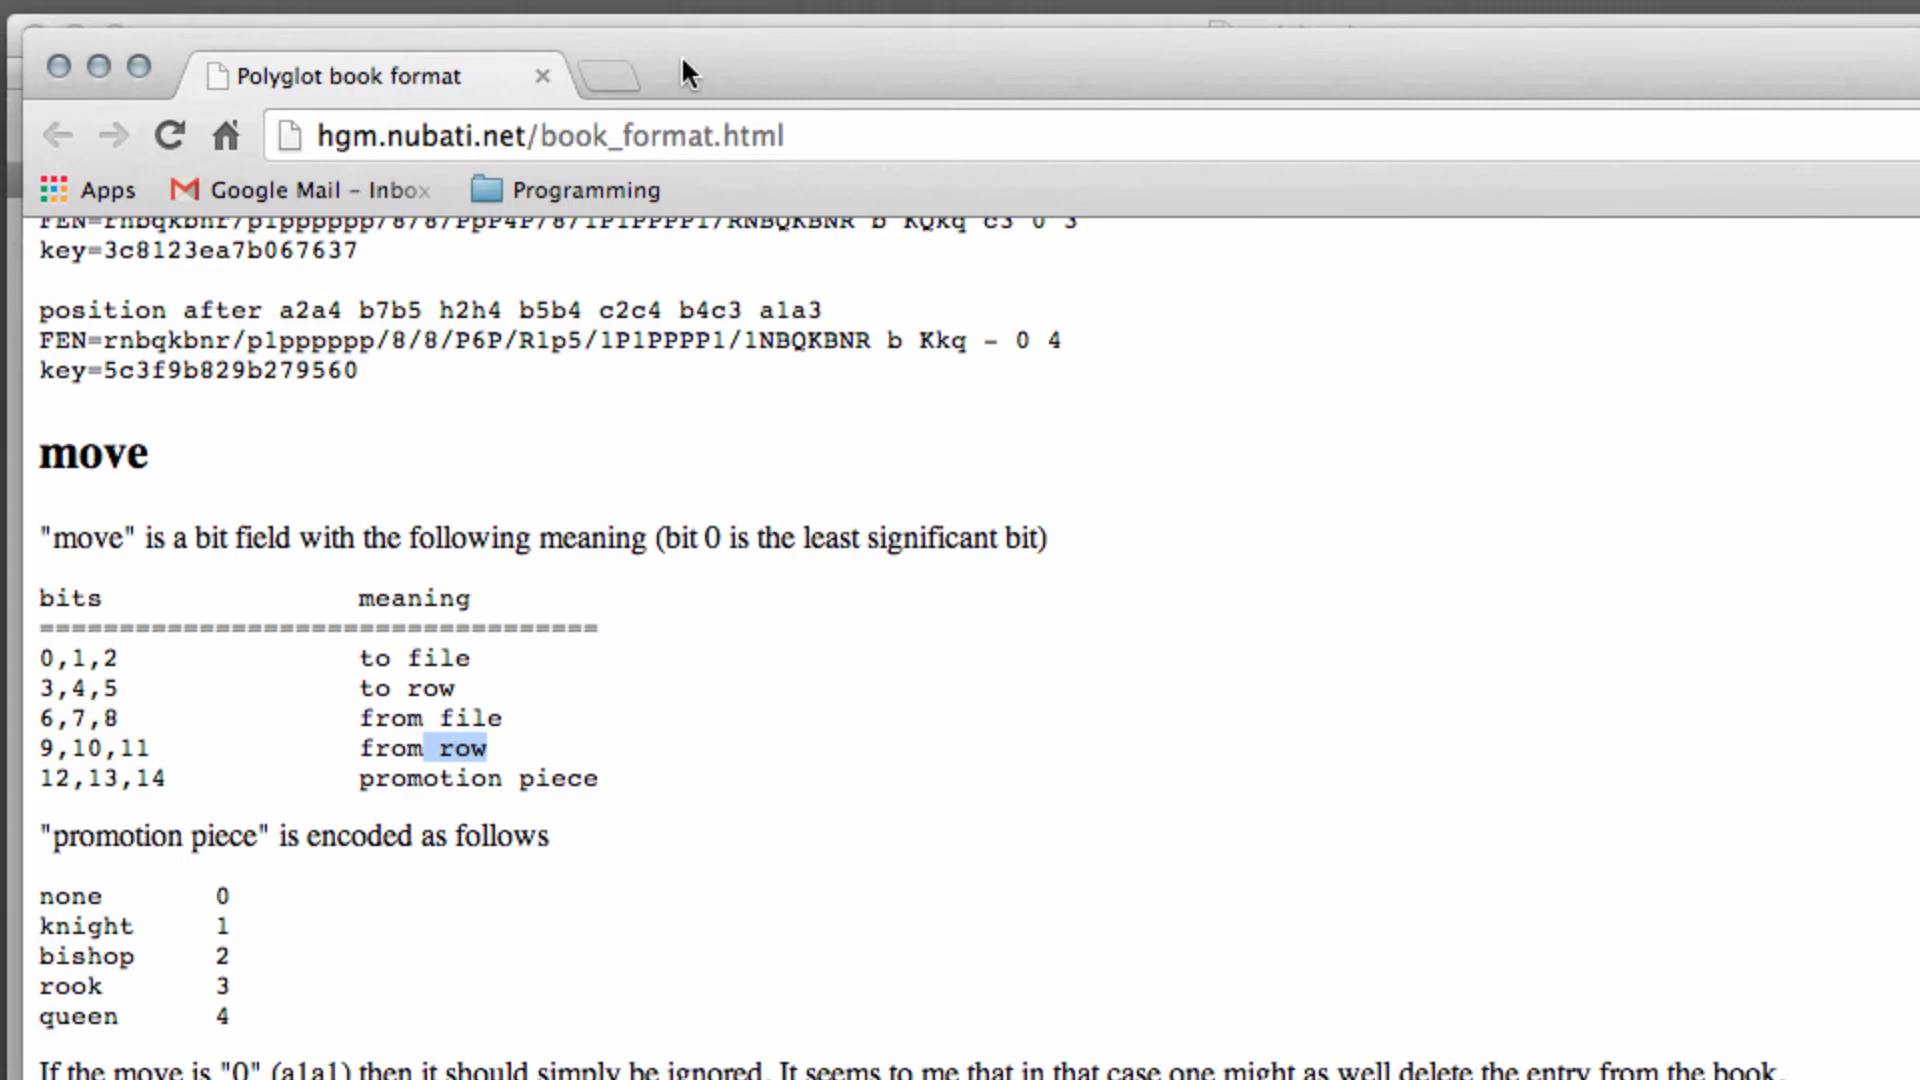 Polyglot book format
hgm.nubati.net/book_format.html
Apps Google Mail - Inbox Programming
FEN=rnbqkbnr/p1pppppp/8/8/PpP4P/8/1P1PPPP1/RNBQKBNR b KQkq c3 0 3
key=3c8123ea7b067637
position after a2a4 b7b5 h2h4 b5b4 c2c4 b4c3 a1a3
FEN=rnbqkbnr/p1pppppp/8/8/P6P/R1p5/1P1PPPP1/1NBQKBNR b Kkq - 0 4
key=5c3f9b829b279560
move
"move" is a bit field with the following meaning (bit 0 is the least significant bit)
bits meaning
===================================
0,1,2 to file
3,4,5 to row
6,7,8 from file
9,10,11 from row
12,13,14 promotion piece
"promotion piece" is encoded as follows
none 0
knight 1
bishop 2
rook 3
queen 4
If the move is "0" (a1a1) then it should simply be ignored. It seems to me that in that case one might as well delete the entry from the book.